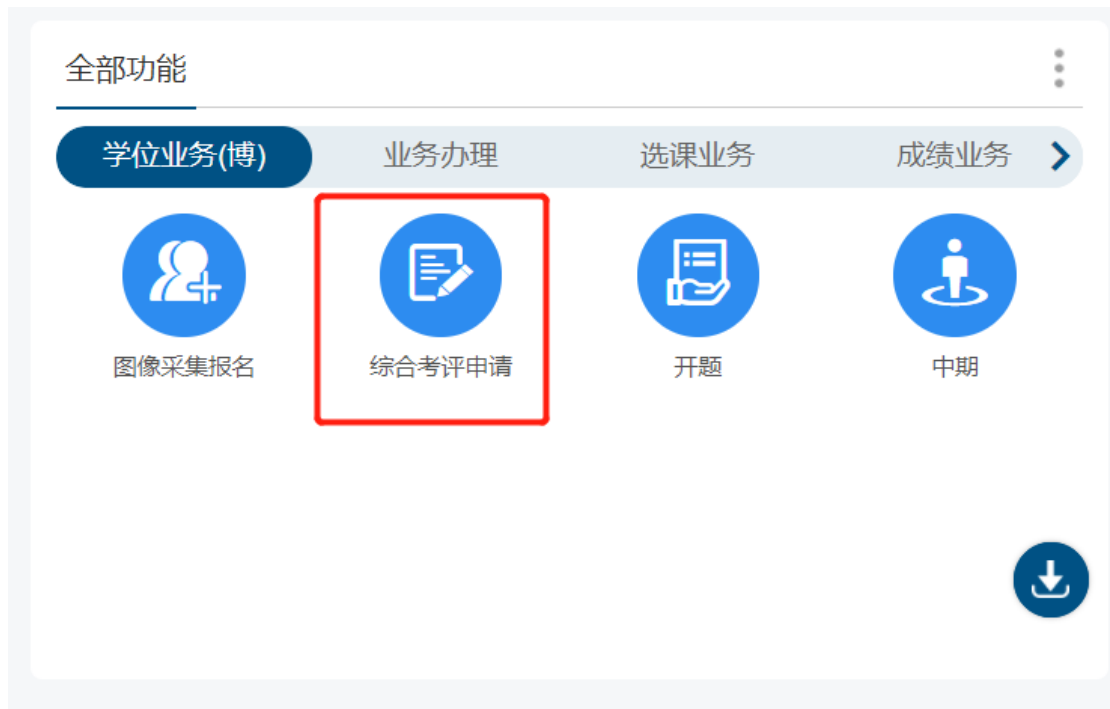 全部功能
学位业务(博) 业务办理 选课业务 成绩业务
图像采集报名 综合考评申请 开题 中期